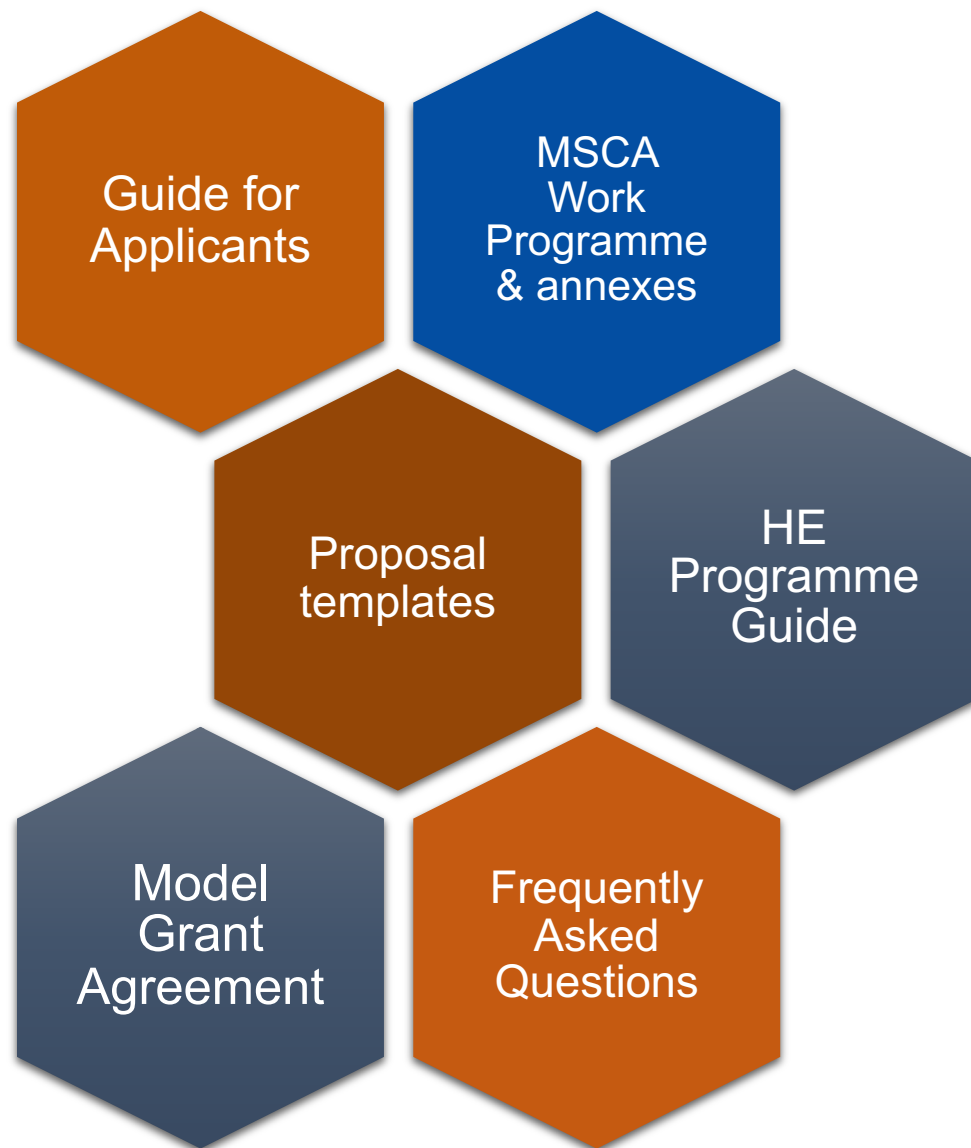 Guide for
Applicants
MSCA
Work
Programme
& annexes
Proposal
templates
HE
Programme
Guide
Model
Grant
Agreement
Frequently
Asked
Questions